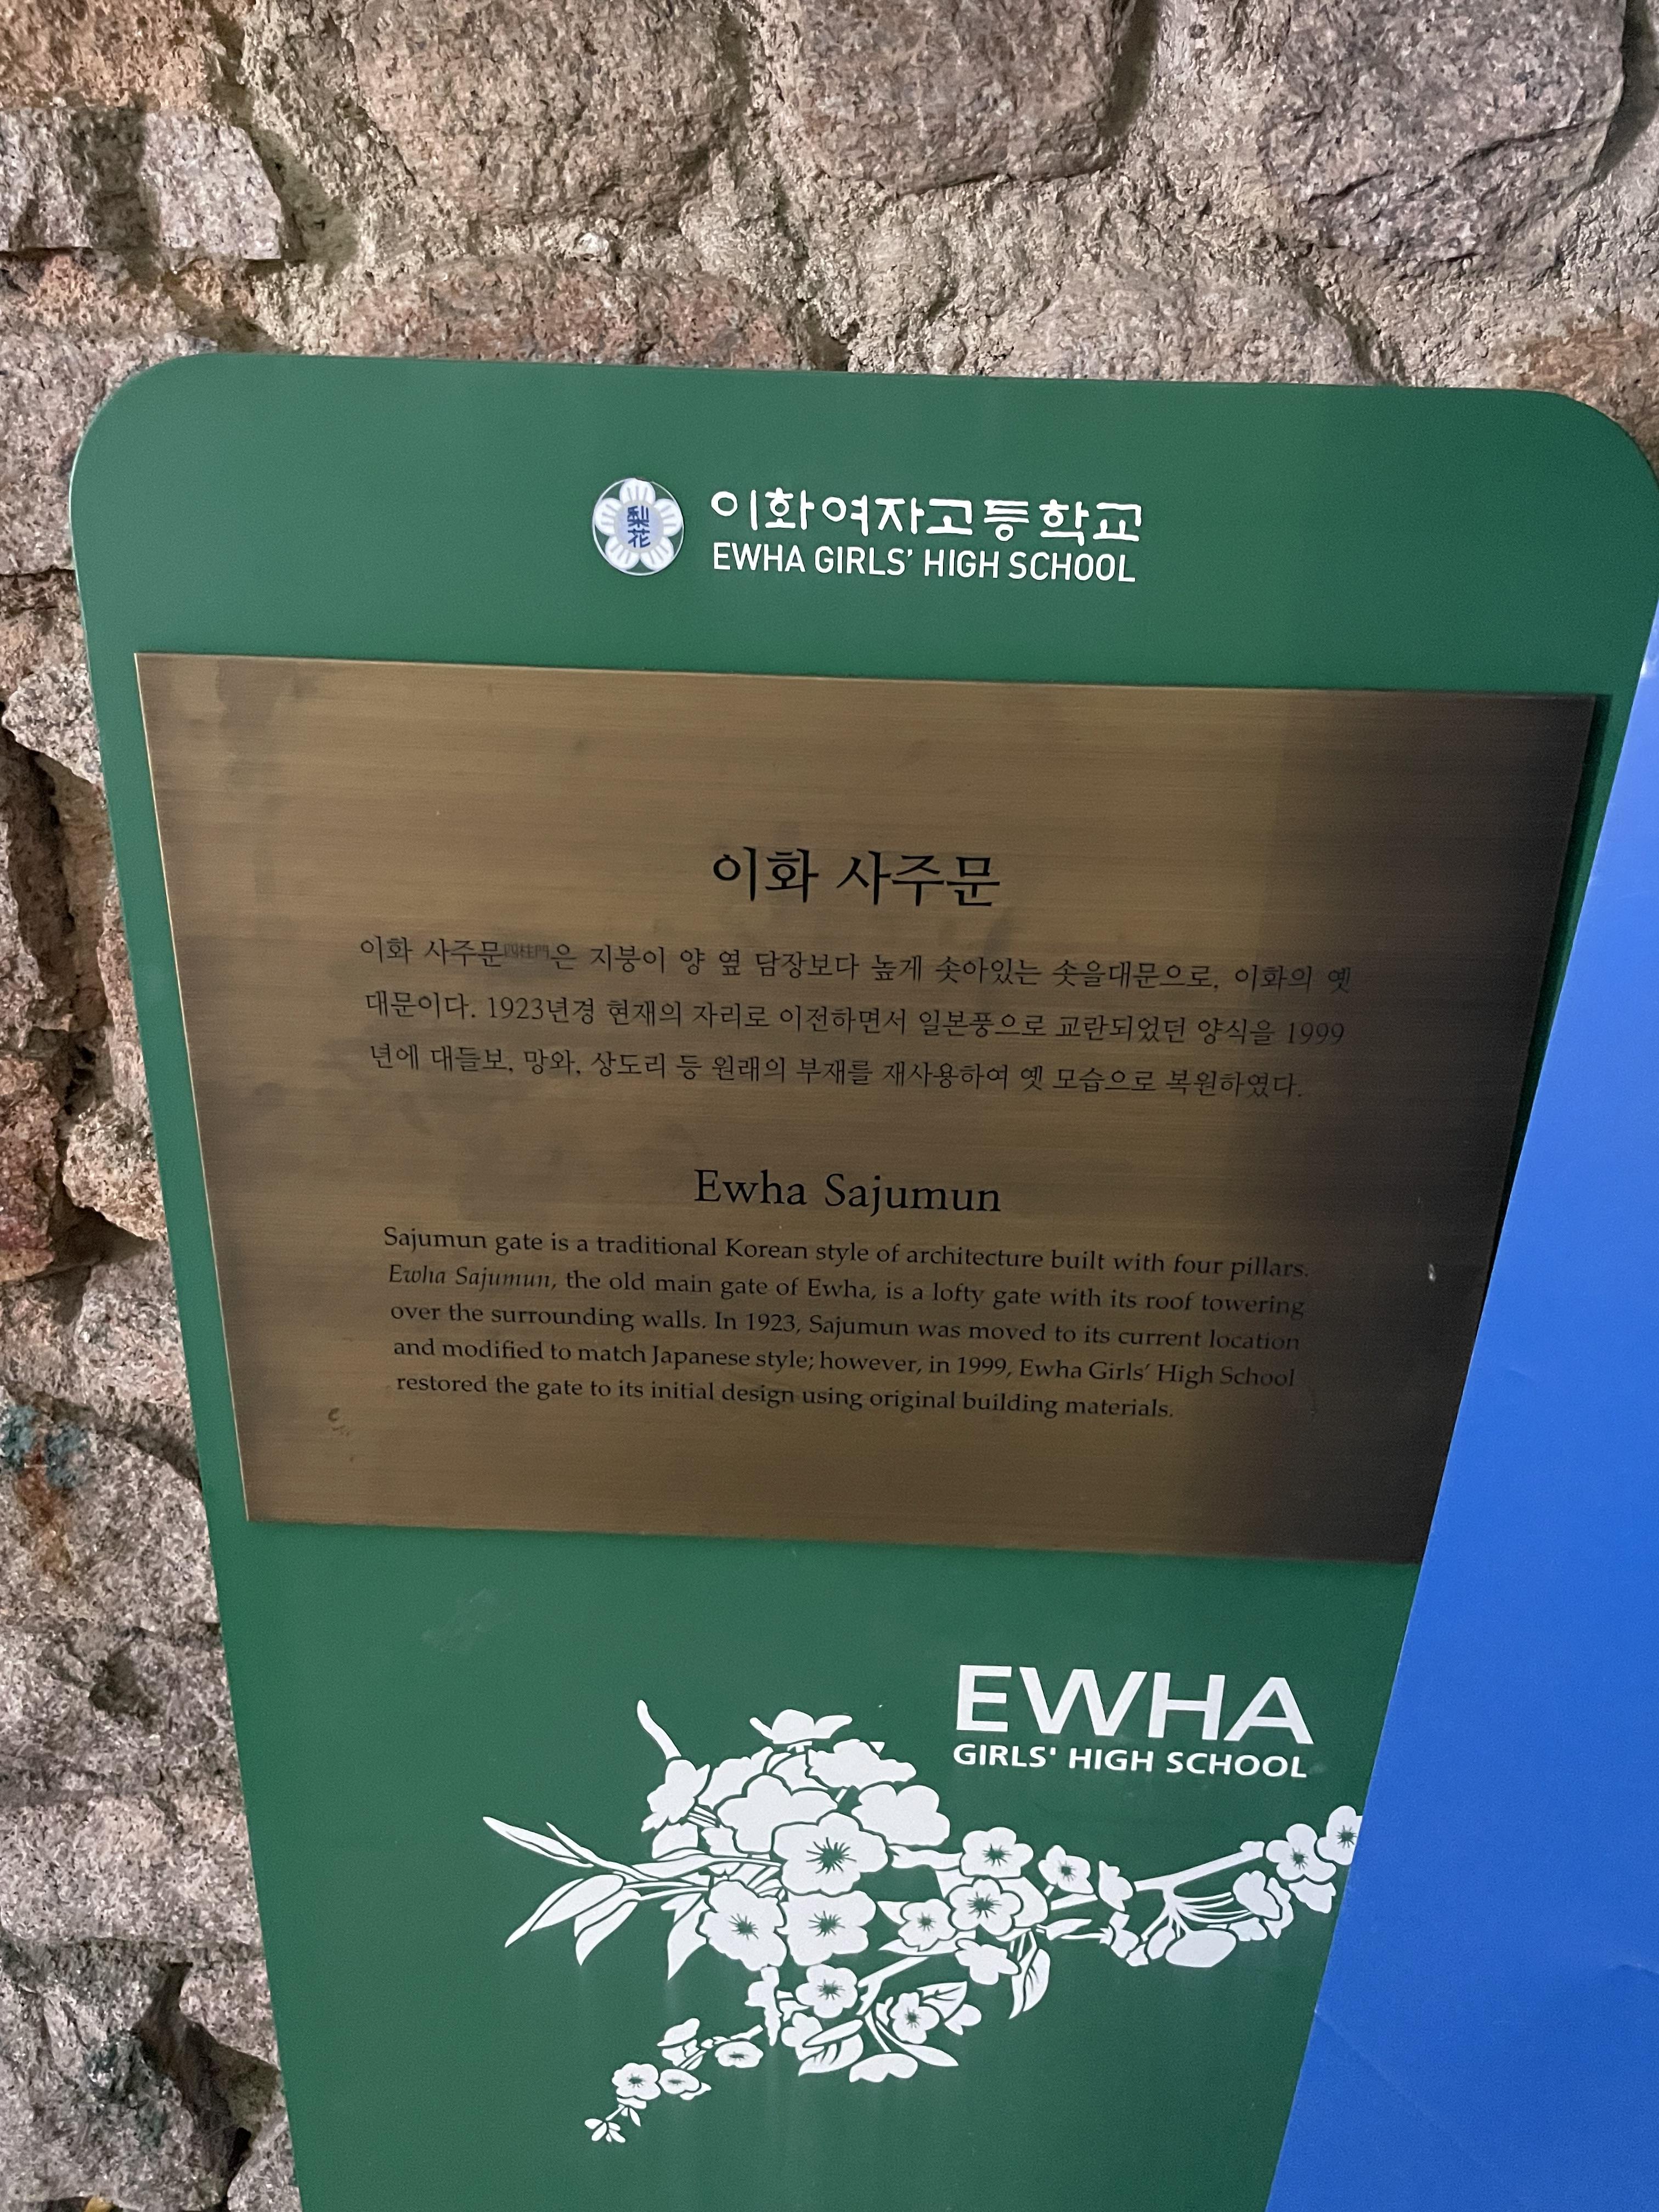 梨
花
이화여자고등학교
EWHA GIRLS' HIGH SCHOOL
이화 사주문
이화 사주문四柱門은 지붕이 양 옆 담장보다 높게 솟아있는 솟을대문으로, 이화의 옛
대문이다. 1923년경 현재의 자리로 이전하면서 일본풍으로 교란되었던 양식을 1999
년에 대들보, 망와, 상도리 등 원래의 부재를 재사용하여 옛 모습으로 복원하였다.
Ewha Sajumun
Sajumun gate is a traditional Korean style of architecture built with four pillars.
Ewha Sajumun, the old main gate of Ewha, is a lofty gate with its roof towering
over the surrounding walls. In 1923, Sajumun was moved to its current location
and modified to match Japanese style; however, in 1999, Ewha Girls' High School
restored the gate to its initial design using original building materials.
EWHA
GIRLS' HIGH SCHOOL